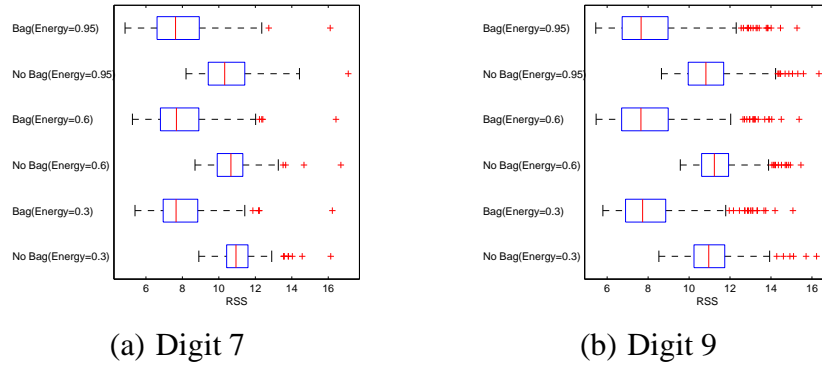 Bag(Energy=0.95)
No Bag(Energy=0.95)
Bag(Energy=0.6)
No Bag(Energy=0.6)
Bag(Energy=0.3)
No Bag(Energy=0.3)
6 8 10 12 14 16
RSS
(a) Digit 7
Bag(Energy=0.95)
No Bag(Energy=0.95)
Bag(Energy=0.6)
No Bag(Energy=0.6)
Bag(Energy=0.3)
No Bag(Energy=0.3)
6 8 10 12 14 16
RSS
(b) Digit 9